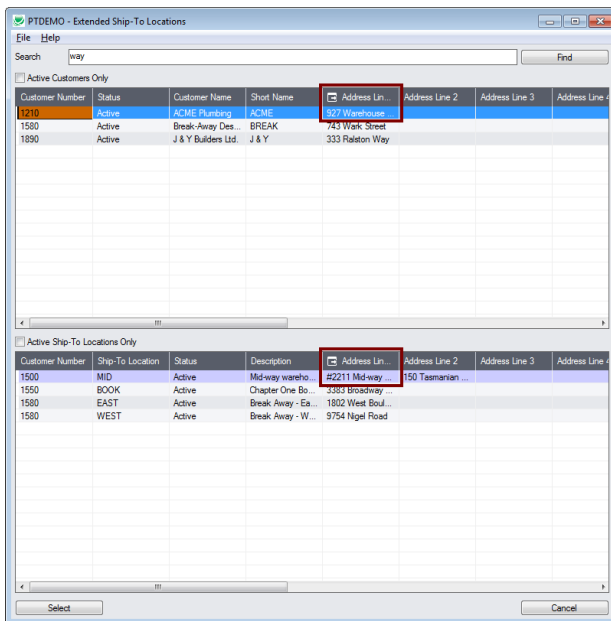 PTDEMO - Extended Ship-To Locations
File Help
Search way Find
Active Customers Only
Customer Number Status Customer Name Short Name Address Lin... Address Line 2 Address Line 3 Address Line 4
1210 Active ACME Plumbing ACME 927 Warehouse ...
1580 Active Break-Away Des... BREAK 743 Wark Street
1890 Active J & Y Builders Ltd. J & Y 333 Ralston Way
Active Ship-To Locations Only
Customer Number Ship-To Location Status Description Address Lin... Address Line 2 Address Line 3 Address Line 4
1500 MID Active Mid-way wareho... #2211 Mid-way ... 150 Tasmanian ...
1550 BOOK Active Chapter One Bo... 3383 Broadway ...
1580 EAST Active Break Away - Ea... 1802 West Boul...
1580 WEST Active Break Away - W... 9754 Nigel Road
Select Cancel